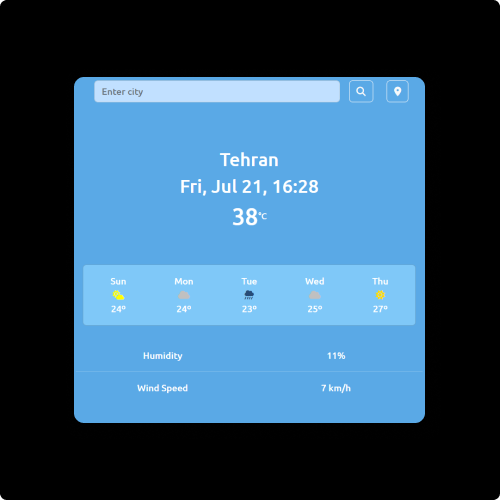 Enter city
Tehran
Fri, Jul 21, 16:28
38°C
Sun Mon Tue Wed Thu
24° 24° 23° 25° 27°
Humidity 11%
Wind Speed 7 km/h